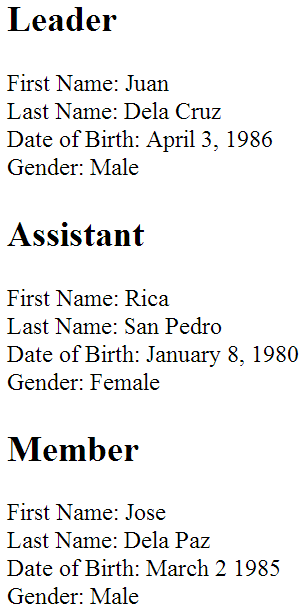 Leader
First Name: Juan
Last Name: Dela Cruz
Date of Birth: April 3, 1986
Gender: Male
Assistant
First Name: Rica
Last Name: San Pedro
Date of Birth: January 8, 1980
Gender: Female
Member
First Name: Jose
Last Name: Dela Paz
Date of Birth: March 2 1985
Gender: Male